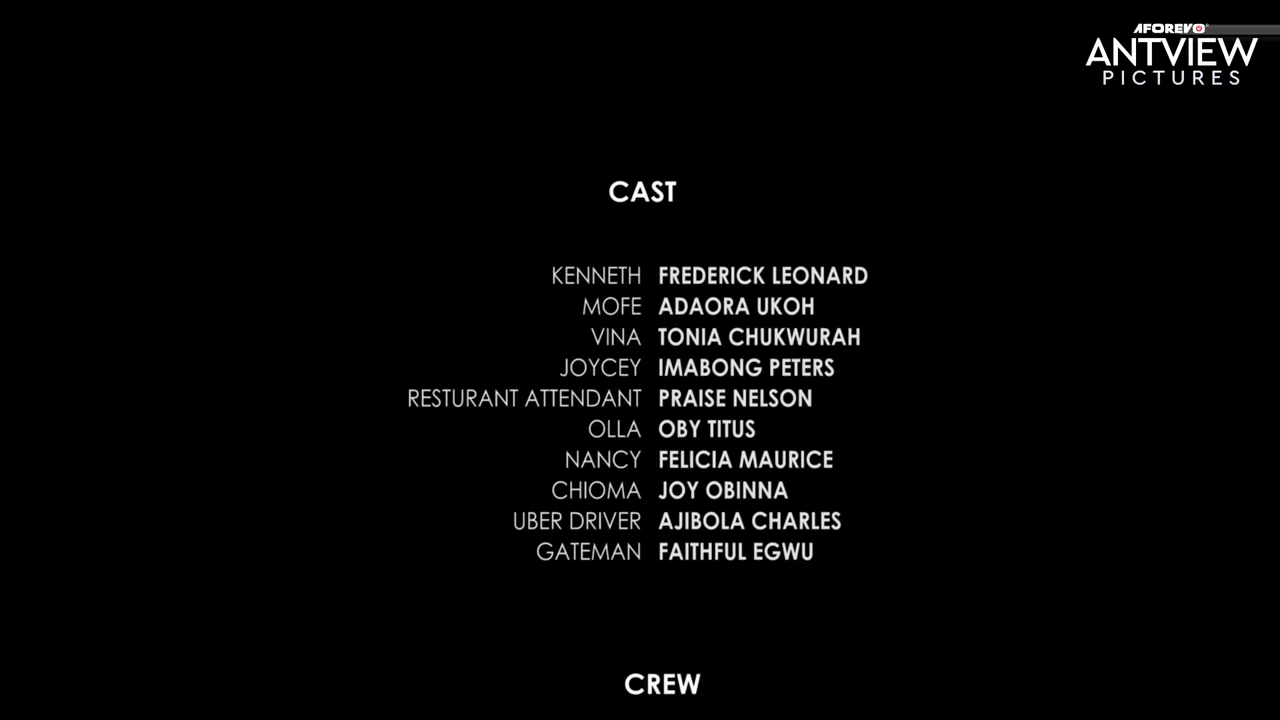 AFOREVO
ANTVIEW
PICTURES
CAST
KENNETH FREDERICK LEONARD
MOFE ADAORA UKOH
VINA TONIA CHUKWURAH
JOYCEY IMABONG PETERS
RESTURANT ATTENDANT PRAISE NELSON
OLLA OBY TITUS
NANCY FELICIA MAURICE
CHIOMA JOY OBINNA
UBER DRIVER AJIBOLA CHARLES
GATEMAN FAITHFUL EGWU
CREW